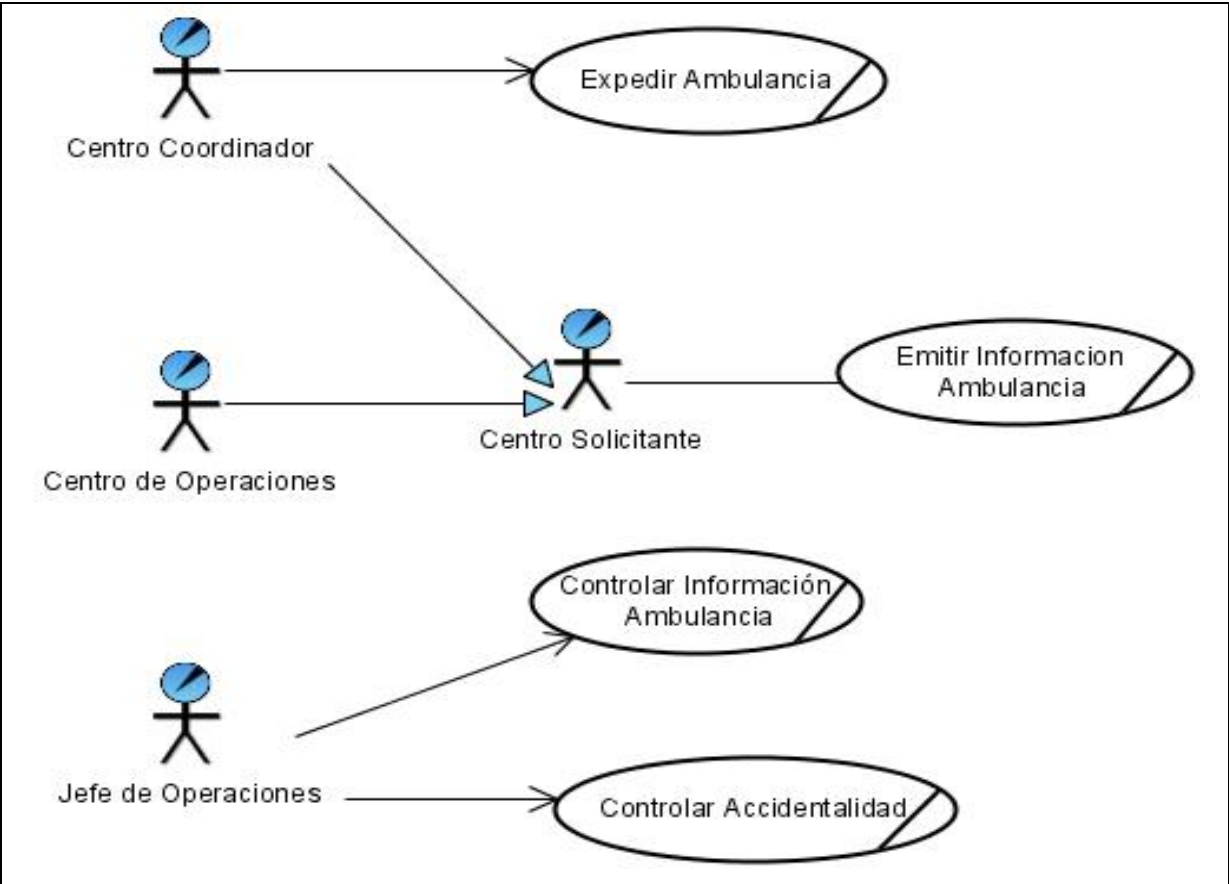 Expedir Ambulancia
Centro Coordinador
Emitir Informacion
Ambulancia
Centro Solicitante
Centro de Operaciones
Controlar Información
Ambulancia
Jefe de Operaciones
Controlar Accidentalidad